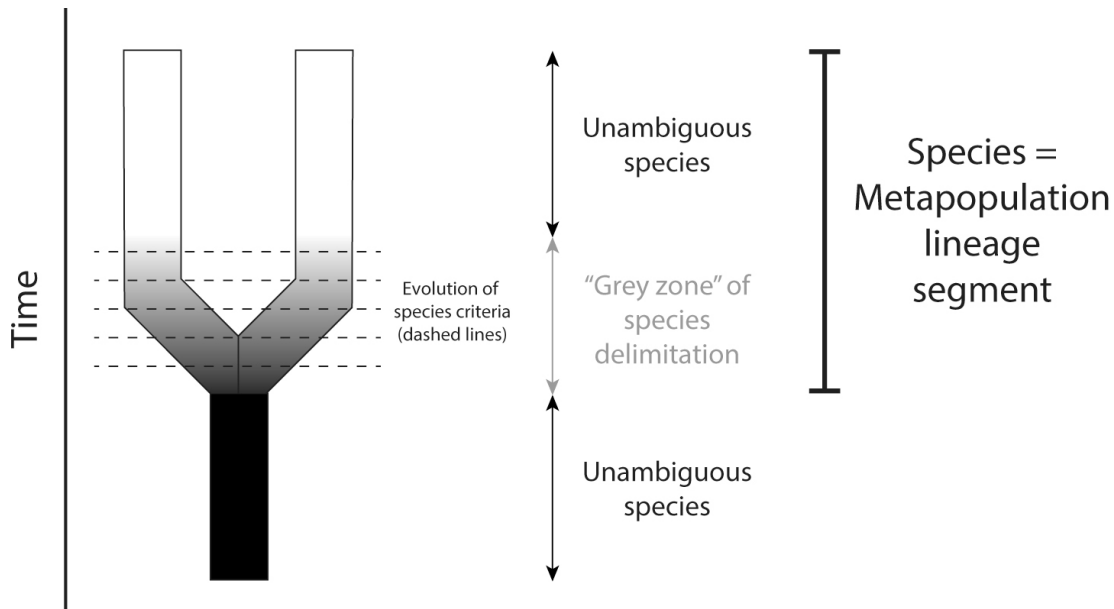 Time
Unambiguous
species
Evolution of
species criteria
(dashed lines)
“Grey zone” of
species
delimitation
Unambiguous
species
Species =
Metapopulation
lineage
segment